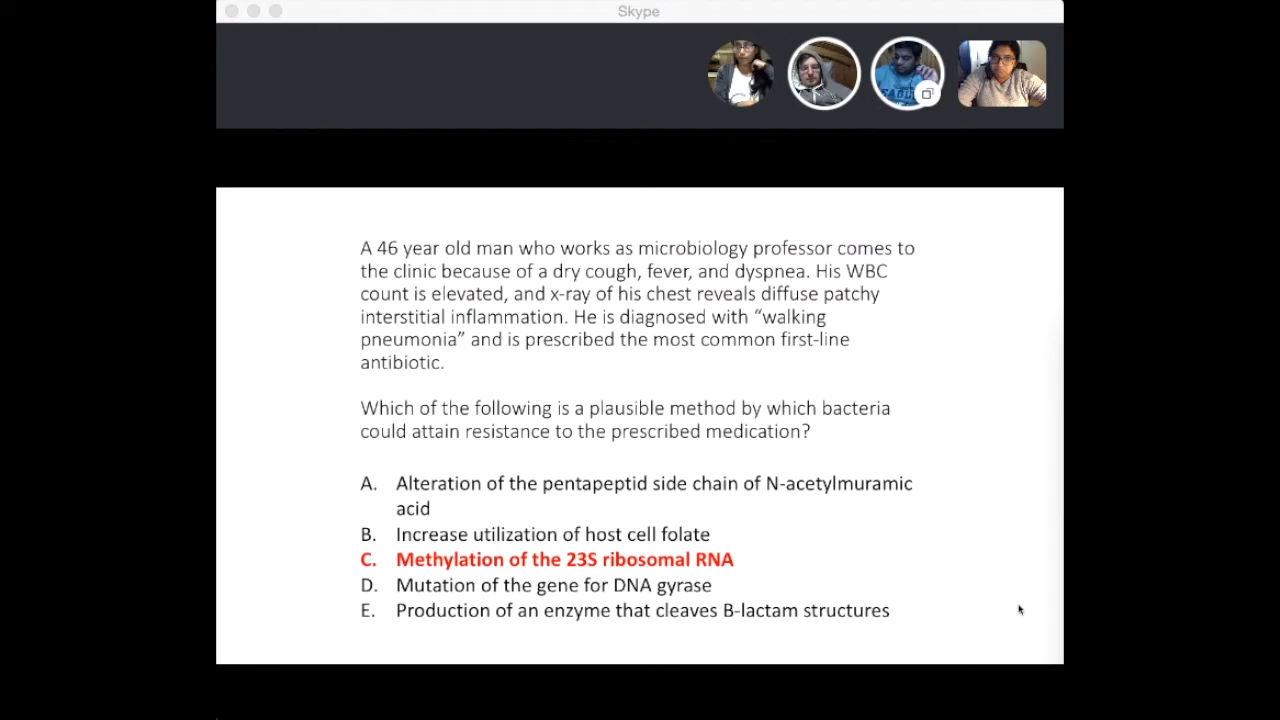 Skype
A 46 year old man who works as microbiology professor comes to
the clinic because of a dry cough, fever, and dyspnea. His WBC
count is elevated, and x-ray of his chest reveals diffuse patchy
interstitial inflammation. He is diagnosed with “walking
pneumonia” and is prescribed the most common first-line
antibiotic.
Which of the following is a plausible method by which bacteria
could attain resistance to the prescribed medication?
A. Alteration of the pentapeptid side chain of N-acetylmuramic
acid
B. Increase utilization of host cell folate
C. Methylation of the 23S ribosomal RNA
D. Mutation of the gene for DNA gyrase
E. Production of an enzyme that cleaves B-lactam structures